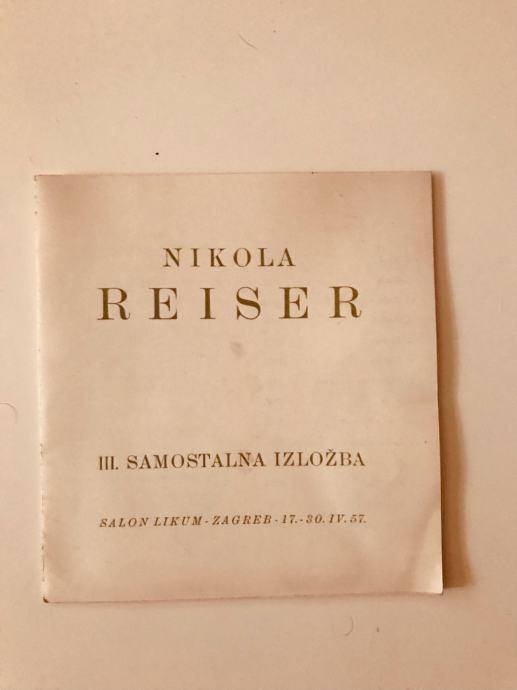 NIKOLA
REISER
III. SAMOSTALNA IZLOŽBA
SALON LIKUM · ZAGREB · 17.-30. IV. 57.